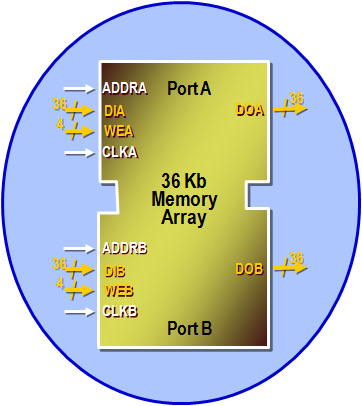 ADDRA
Port A
36
DIA
DOA
36
4
WEA
CLKA
36 Kb
Memory
Array
ADDRB
36
DIB
DOB
36
4
WEB
CLKB
Port B